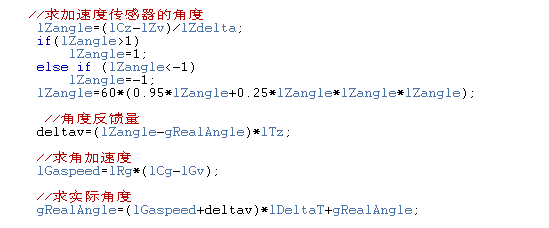 //求加速度传感器的角度
lZangle=(lCz-lZv)/lZdelta;
if(lZangle>1)
lZangle=1;
else if (lZangle<-1)
lZangle=-1;
lZangle=60*(0.95*lZangle+0.25*lZangle*lZangle*lZangle);
//角度反馈量
deltav=(lZangle-gRealAngle)*lTz;
//求角加速度
lGaspeed=lRg*(lCg-lGv);
//求实际角度
gRealAngle=(lGaspeed+deltav)*lDeltaT+gRealAngle;